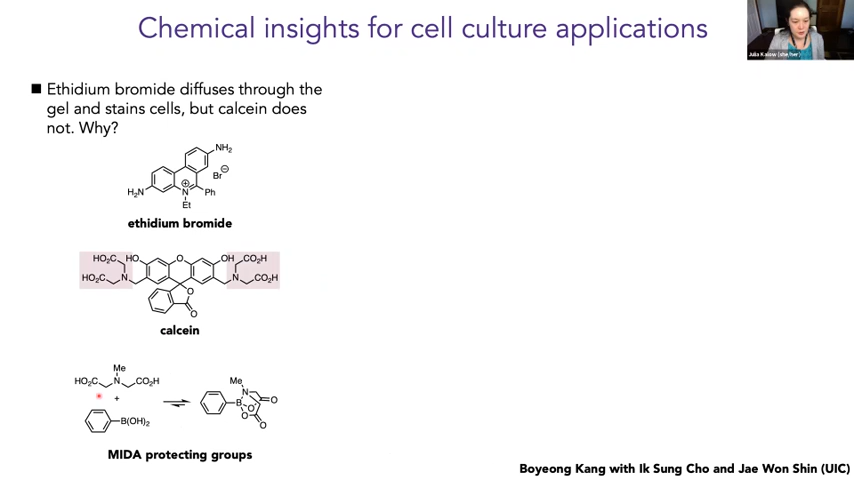 Chemical insights for cell culture applications
Julia Kalow (she/her)
■ Ethidium bromide diffuses through the
gel and stains cells, but calcein does
not. Why?
NH₂
Br⊖
⊕
H₂N
N
Ph
Et
ethidium bromide
HO₂C HO O OH CO₂H
HO₂C N N CO₂H
O
O
calcein
Me
HO₂C N CO₂H
+
B(OH)₂
Me
N
O
B O
O
O
MIDA protecting groups
Boyeong Kang with Ik Sung Cho and Jae Won Shin (UIC)